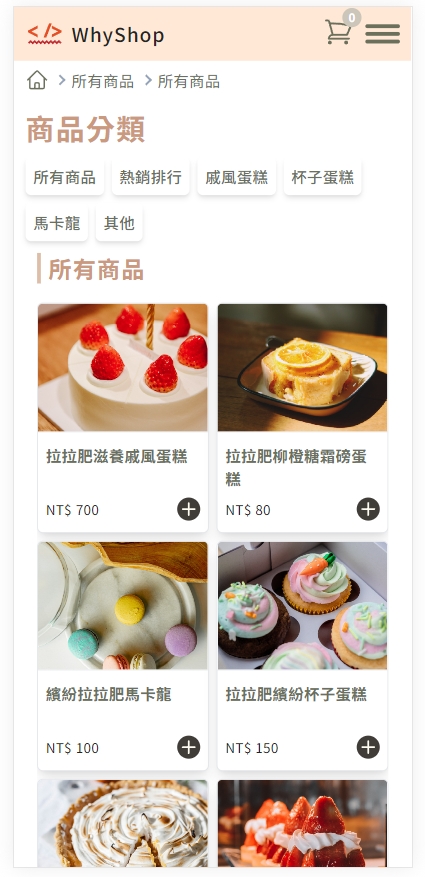 </> WhyShop 0
所有商品 所有商品
商品分類
所有商品 熱銷排行 戚風蛋糕 杯子蛋糕
馬卡龍 其他
所有商品
拉拉肥滋養戚風蛋糕
NT$ 700
拉拉肥柳橙糖霜磅蛋
糕
NT$ 80
繽紛拉拉肥馬卡龍
NT$ 100
拉拉肥繽紛杯子蛋糕
NT$ 150